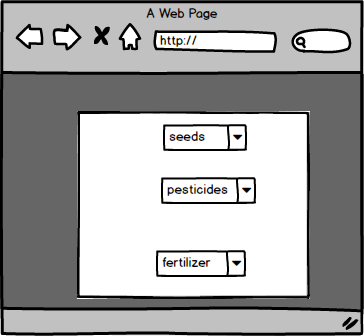 A Web Page
http://
seeds
pesticides
fertilizer